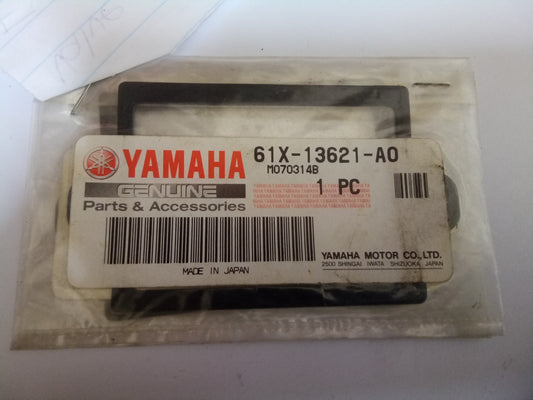 YAMAHA
GENUINE
Parts & Accessories
61X-13621-A0
M070314B
1 PC
MADE IN JAPAN
YAMAHA MOTOR CO., LTD.
2500 SHINGAI IWATA SHIZUOKA JAPAN